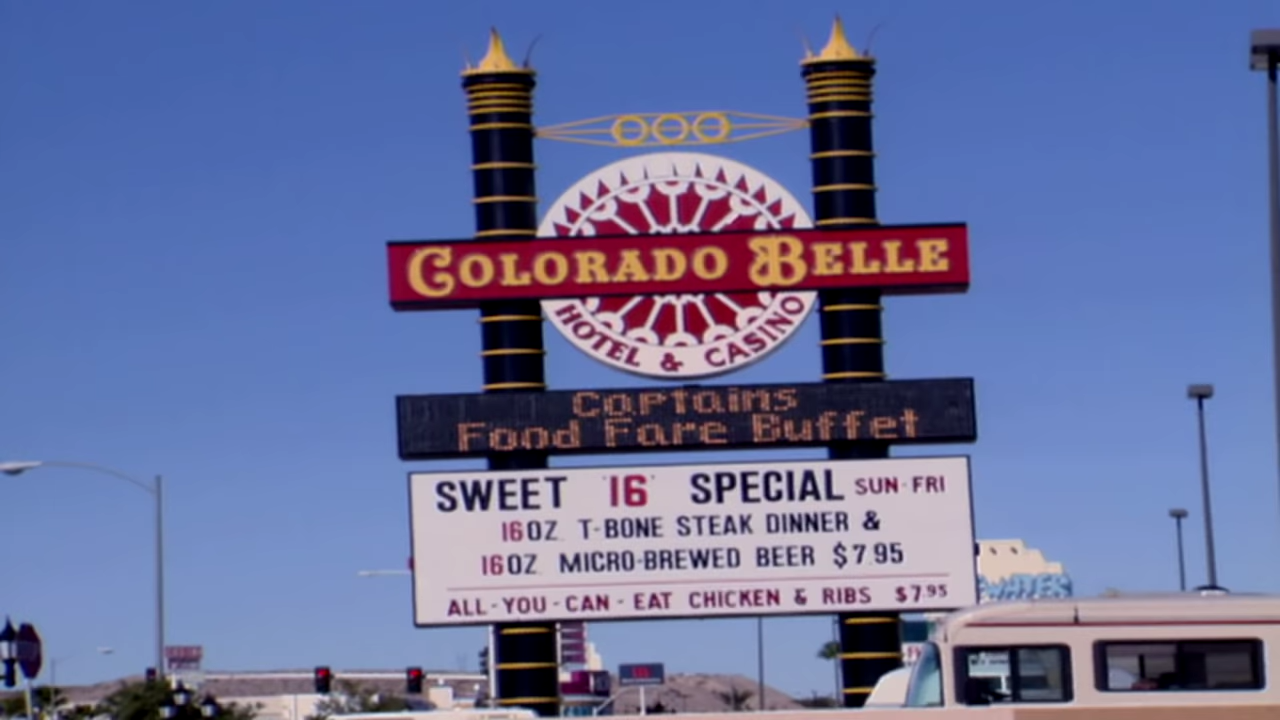 COLORADO BELLE
HOTEL & CASINO
Captains
Food Fare Buffet
SWEET '16' SPECIAL SUN-FRI
16OZ. T-BONE STEAK DINNER &
16OZ. MICRO-BREWED BEER $7.95
ALL-YOU-CAN-EAT CHICKEN & RIBS $7.95